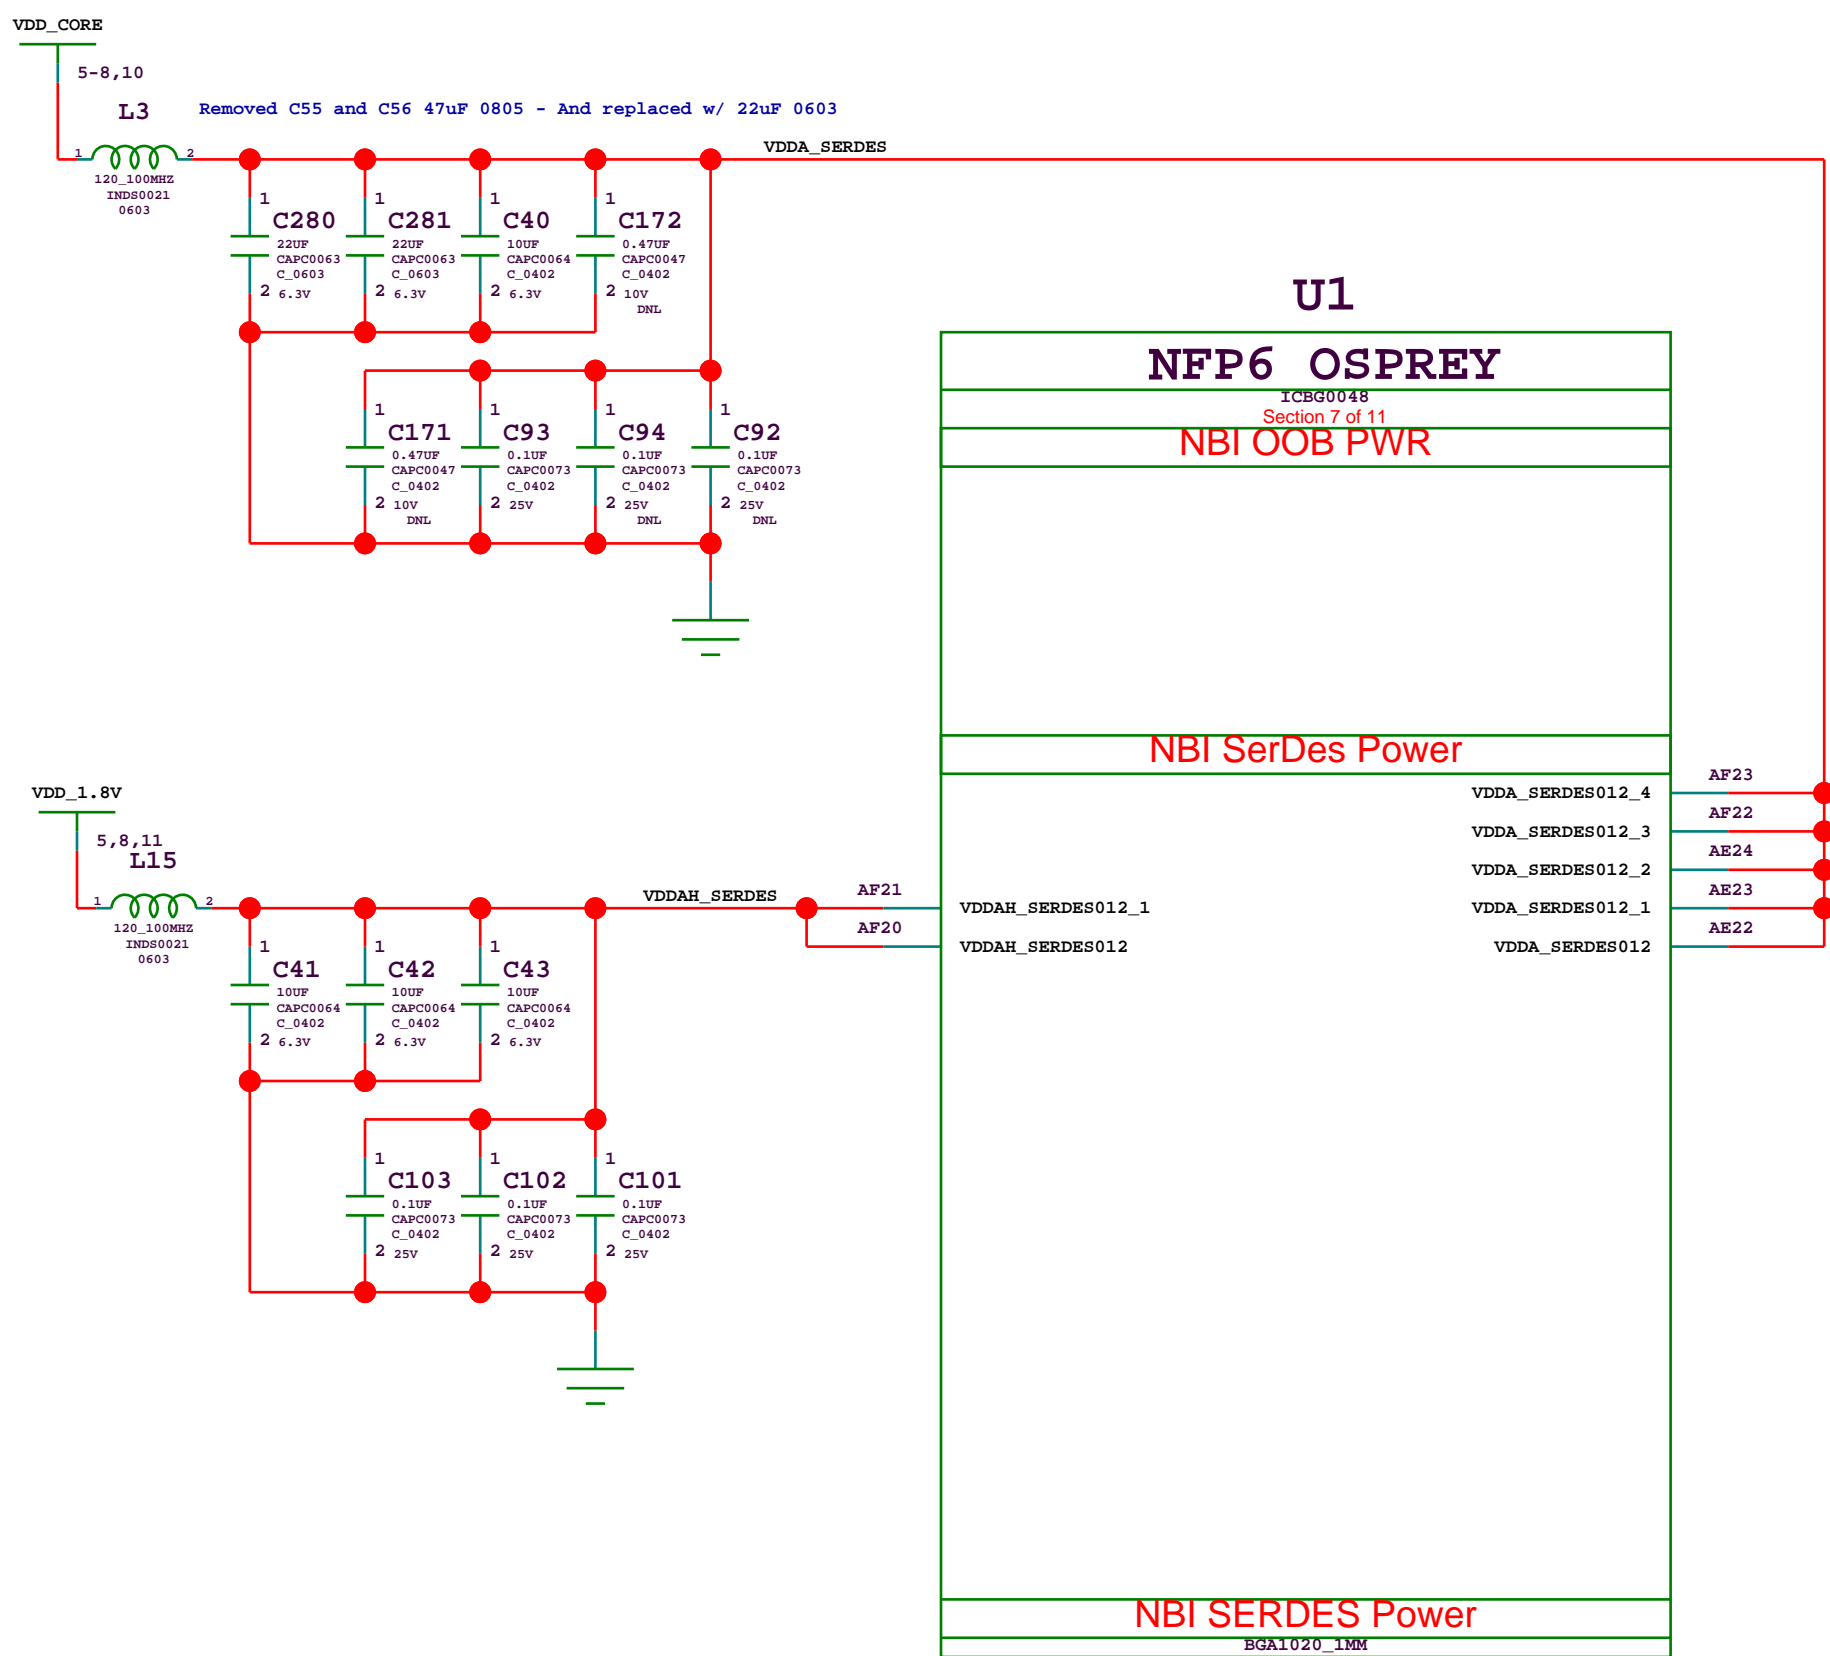 VDD_CORE
5-8,10
L3
Removed C55 and C56 47uF 0805 - And replaced w/ 22uF 0603
1
2
120_100MHZ
INDS0021
0603
VDDA_SERDES
1
C280
22UF
CAPC0063
C_0603
2 6.3V
1
C281
22UF
CAPC0063
C_0603
2 6.3V
1
C40
10UF
CAPC0064
C_0402
2 6.3V
1
C172
0.47UF
CAPC0047
C_0402
2 10V
DNL
1
C171
0.47UF
CAPC0047
C_0402
2 10V
DNL
1
C93
0.1UF
CAPC0073
C_0402
2 25V
1
C94
0.1UF
CAPC0073
C_0402
2 25V
DNL
1
C92
0.1UF
CAPC0073
C_0402
2 25V
DNL
U1
NFP6 OSPREY
ICBG0048
Section 7 of 11
NBI OOB PWR
NBI SerDes Power
VDD_1.8V
5,8,11
L15
1
2
120_100MHZ
INDS0021
0603
VDDAH_SERDES
AF21
VDDAH_SERDES012_1
AF20
VDDAH_SERDES012
VDDA_SERDES012_4
AF23
VDDA_SERDES012_3
AF22
VDDA_SERDES012_2
AE24
VDDA_SERDES012_1
AE23
VDDA_SERDES012
AE22
1
C41
10UF
CAPC0064
C_0402
2 6.3V
1
C42
10UF
CAPC0064
C_0402
2 6.3V
1
C43
10UF
CAPC0064
C_0402
2 6.3V
1
C103
0.1UF
CAPC0073
C_0402
2 25V
1
C102
0.1UF
CAPC0073
C_0402
2 25V
1
C101
0.1UF
CAPC0073
C_0402
2 25V
NBI SERDES Power
BGA1020_1MM